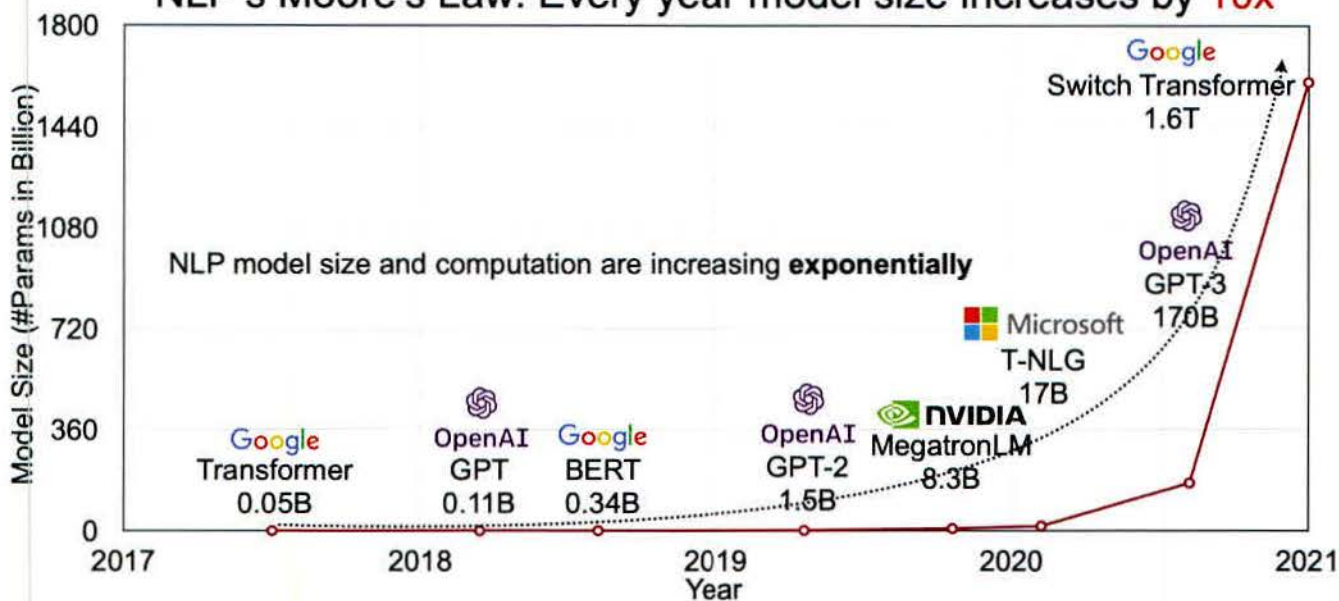 NLP's Moore's Law: Every year model size increases by 10x
1800
1440
1080
720
360
0
Model Size (#Params in Billion)
NLP model size and computation are increasing exponentially
Google
Transformer
0.05B
OpenAI
GPT
0.11B
Google
BERT
0.34B
OpenAI
GPT-2
1.5B
NVIDIA
MegatronLM
8.3B
Microsoft
T-NLG
17B
OpenAI
GPT-3
170B
Google
Switch Transformer
1.6T
2017
2018
2019
2020
2021
Year